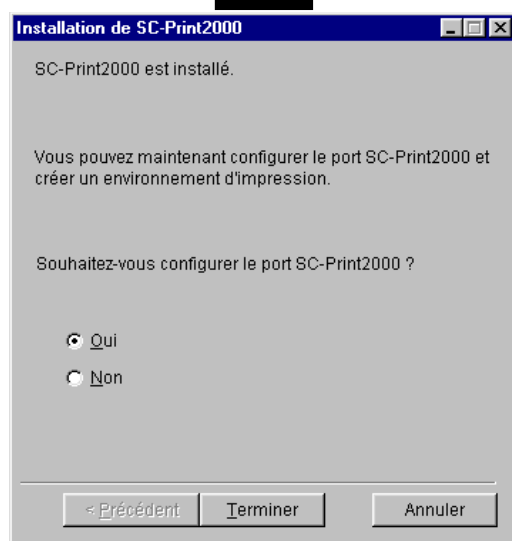 Installation de SC-Print2000
SC-Print2000 est installé.
Vous pouvez maintenant configurer le port SC-Print2000 et
créer un environnement d'impression.
Souhaitez-vous configurer le port SC-Print2000 ?
Oui
Non
< Précédent
Terminer
Annuler